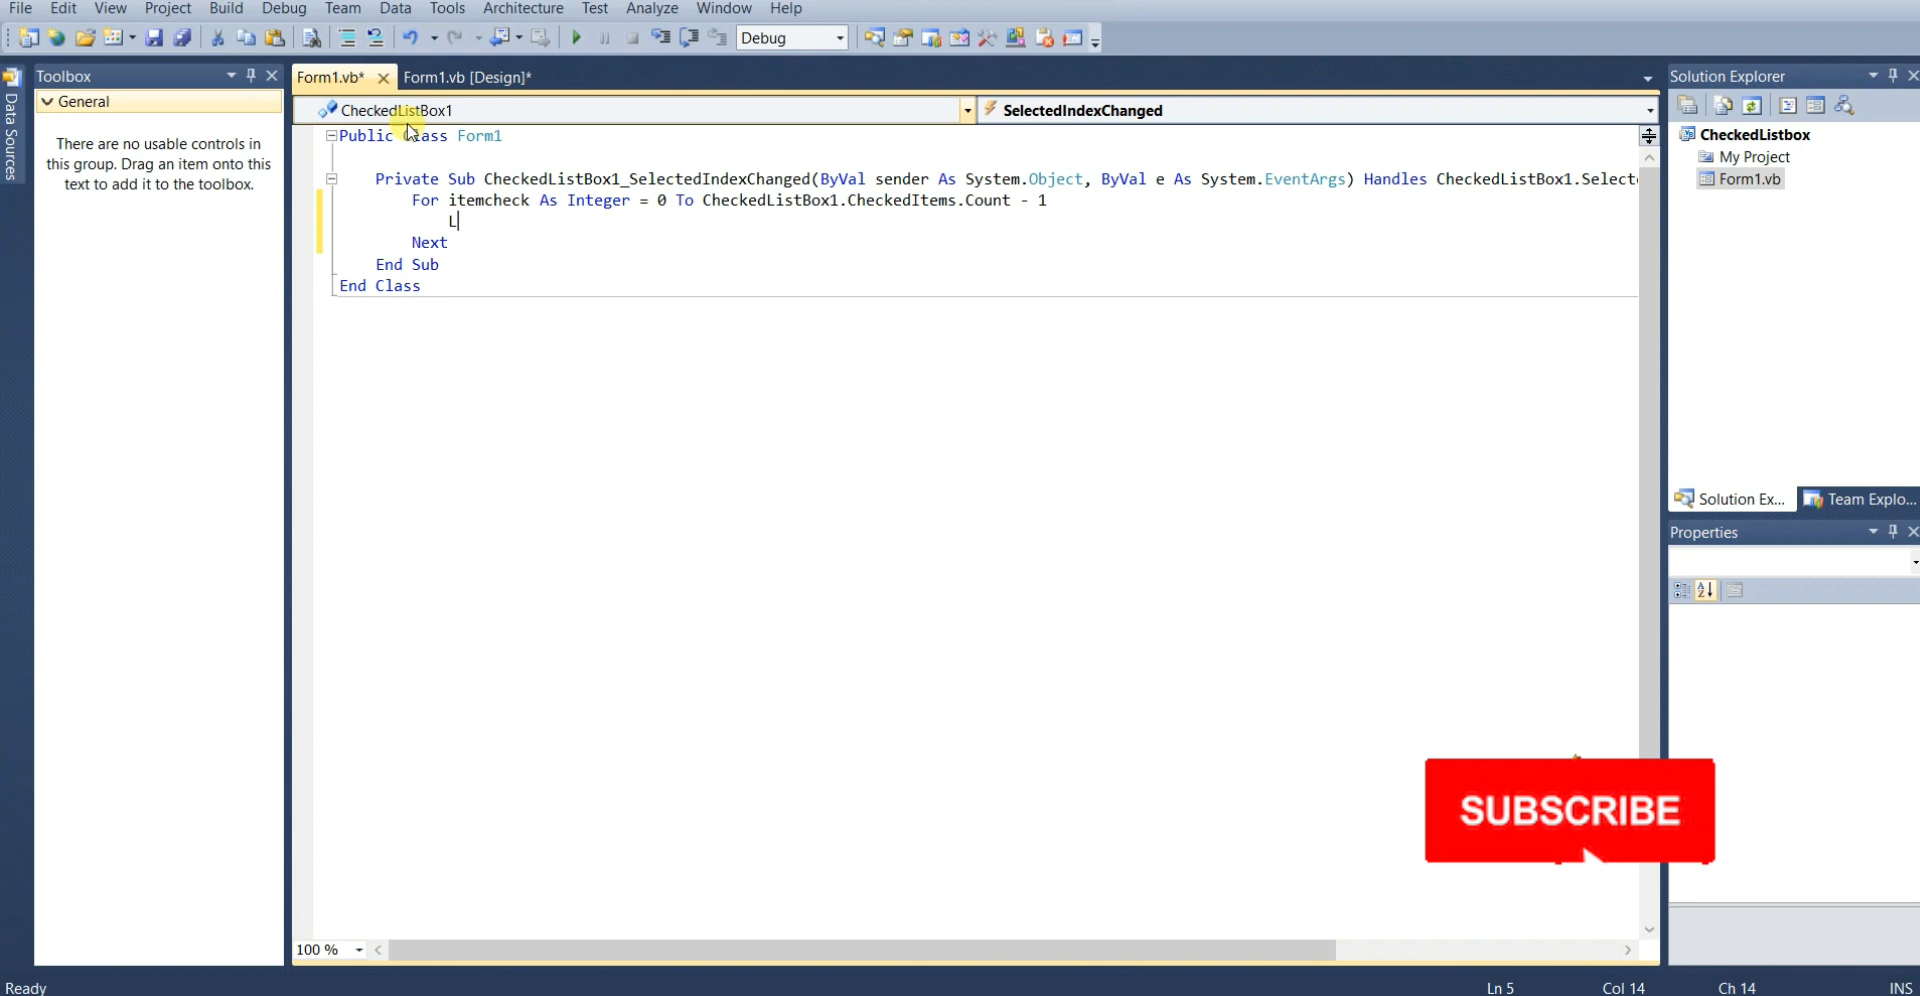 File Edit View Project Build Debug Team Data Tools Architecture Test Analyze Window Help
Debug
Data Sources
Toolbox
General
There are no usable controls in
this group. Drag an item onto this
text to add it to the toolbox.
Form1.vb* Form1.vb [Design]*
CheckedListBox1 SelectedIndexChanged
Public Class Form1
Private Sub CheckedListBox1_SelectedIndexChanged(ByVal sender As System.Object, ByVal e As System.EventArgs) Handles CheckedListBox1.Select
For itemcheck As Integer = 0 To CheckedListBox1.CheckedItems.Count - 1
L
Next
End Sub
End Class
100 %
Solution Explorer
CheckedListbox
My Project
Form1.vb
Solution Ex... Team Explo...
Properties
SUBSCRIBE
Ready Ln 5 Col 14 Ch 14 INS